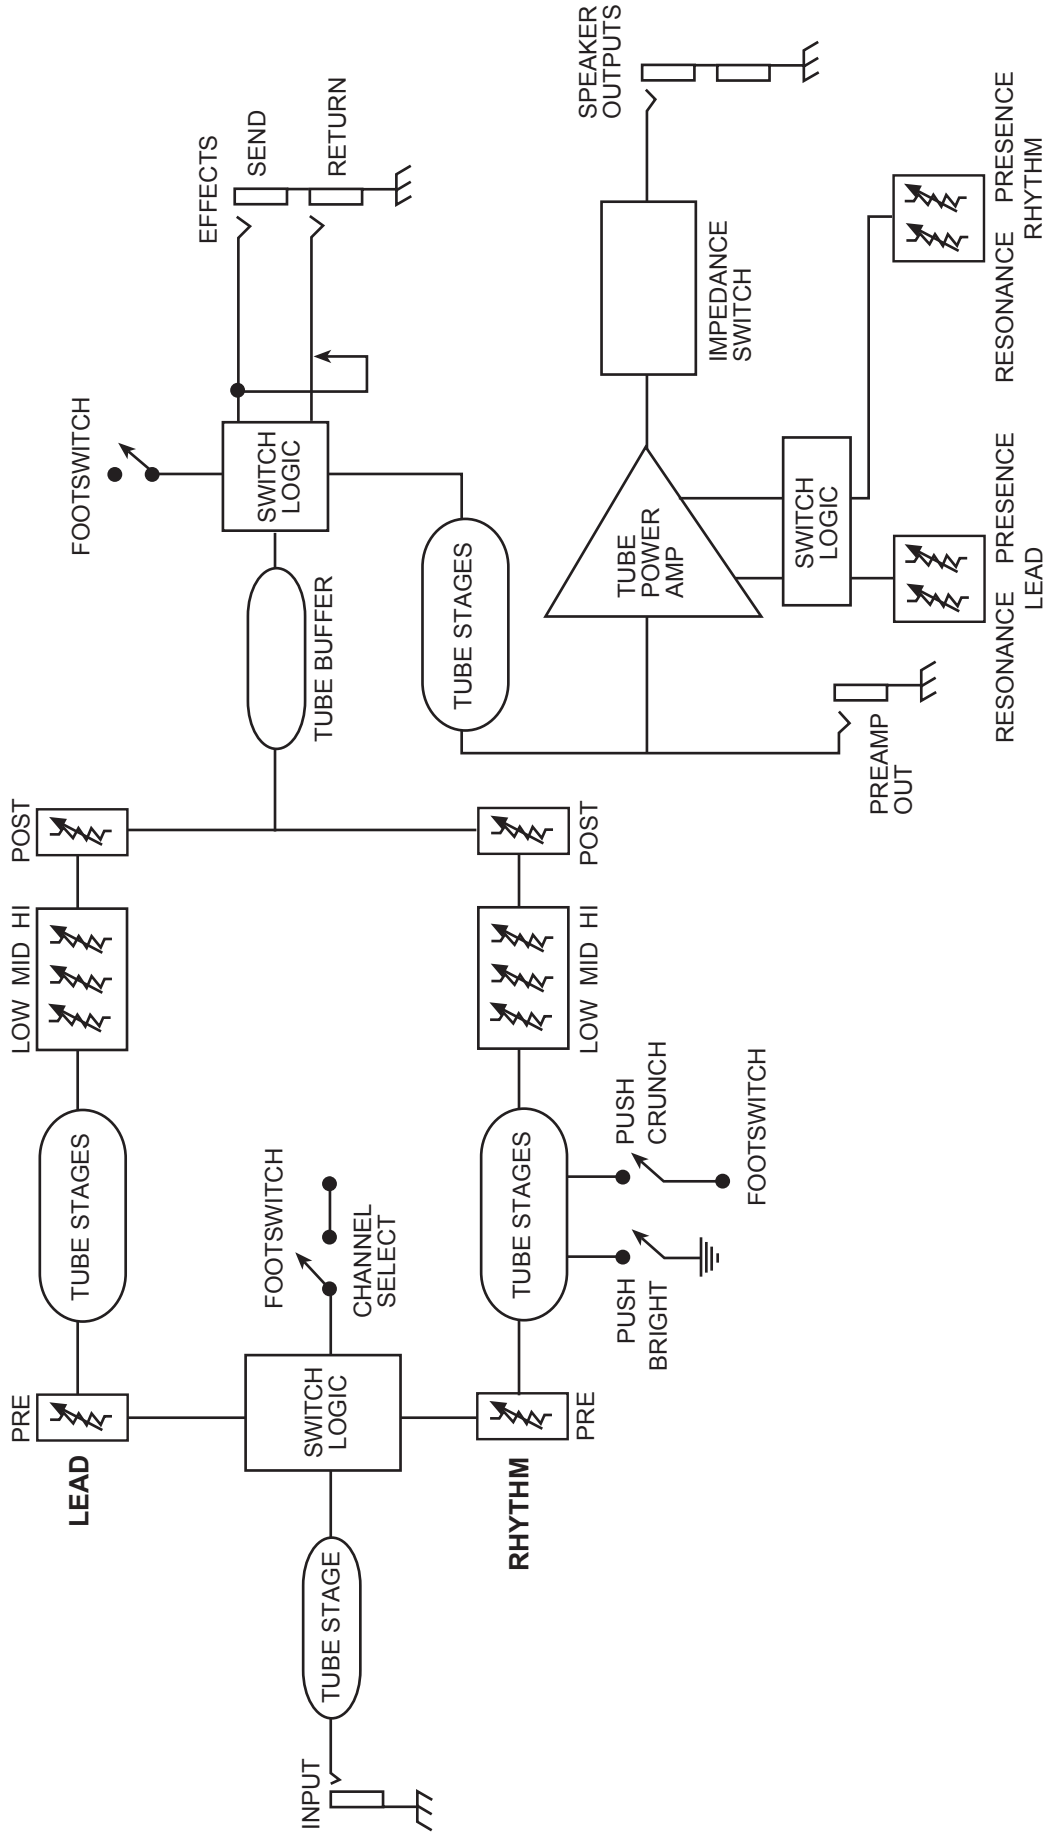 INPUT
TUBE STAGE
SWITCH
LOGIC
LEAD
PRE
TUBE STAGES
LOW MID HI
POST
FOOTSWITCH
CHANNEL
SELECT
RHYTHM
PRE
TUBE STAGES
PUSH
BRIGHT
PUSH
CRUNCH
FOOTSWITCH
LOW MID HI
POST
TUBE BUFFER
FOOTSWITCH
SWITCH
LOGIC
EFFECTS
SEND
RETURN
TUBE STAGES
PREAMP
OUT
TUBE
POWER
AMP
IMPEDANCE
SWITCH
SPEAKER
OUTPUTS
SWITCH
LOGIC
RESONANCE PRESENCE
LEAD
RESONANCE PRESENCE
RHYTHM